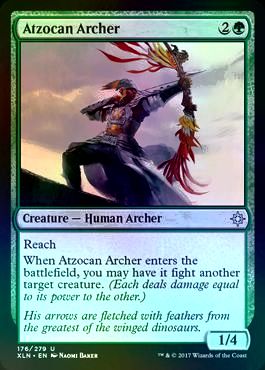 Atzocan Archer 2
Creature — Human Archer
Reach
When Atzocan Archer enters the
battlefield, you may have it fight another
target creature. (Each deals damage equal
to its power to the other.)
His arrows are fletched with feathers from
the greatest of the winged dinosaurs.
1/4
176/279 U
XLN • EN Naomi Baker
™ & © 2017 Wizards of the Coast